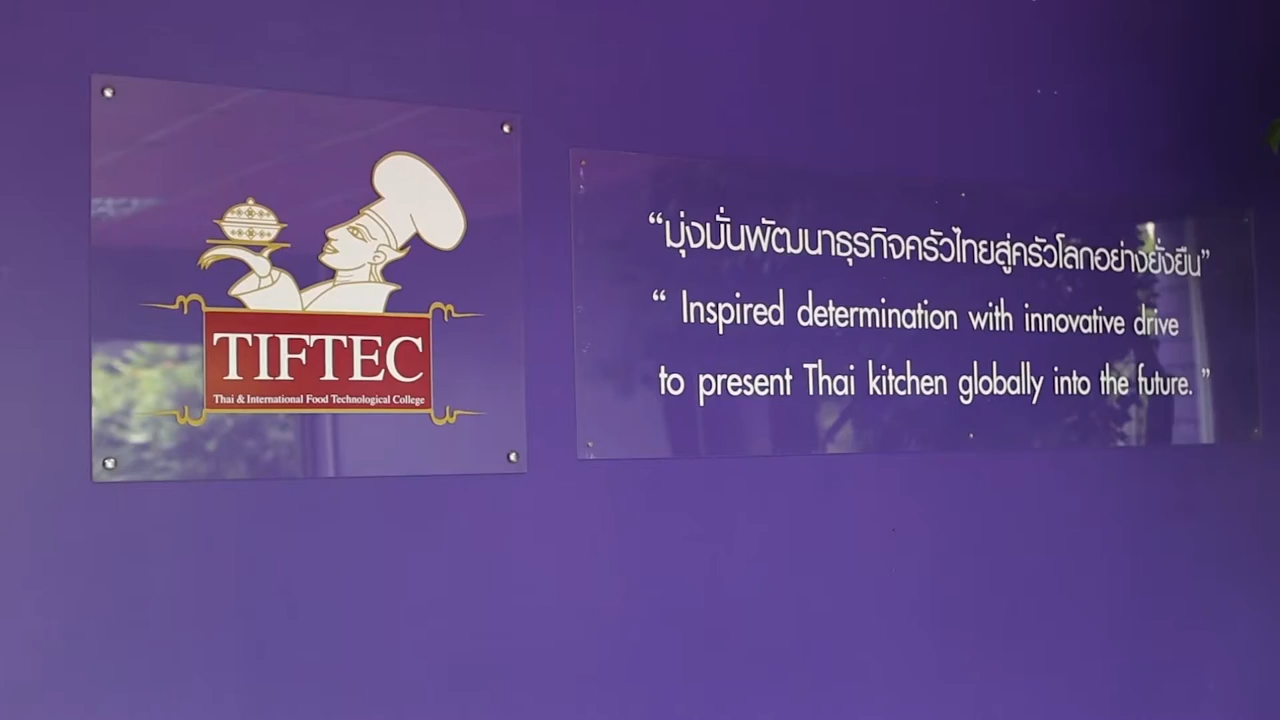 TIFTEC
Thai & International Food Technological College
“มุ่งมั่นพัฒนาธุรกิจครัวไทยสู่ครัวโลกอย่างยั่งยืน”
“ Inspired determination with innovative drive
to present Thai kitchen globally into the future. ”